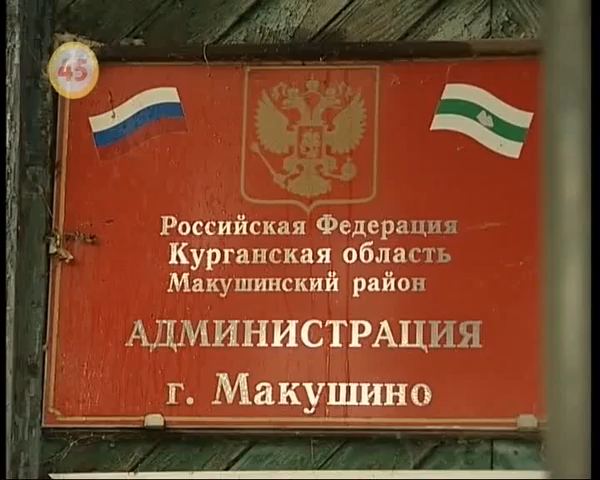 45
Российская Федерация
Курганская область
Макушинский район
АДМИНИСТРАЦИЯ
г. Макушино